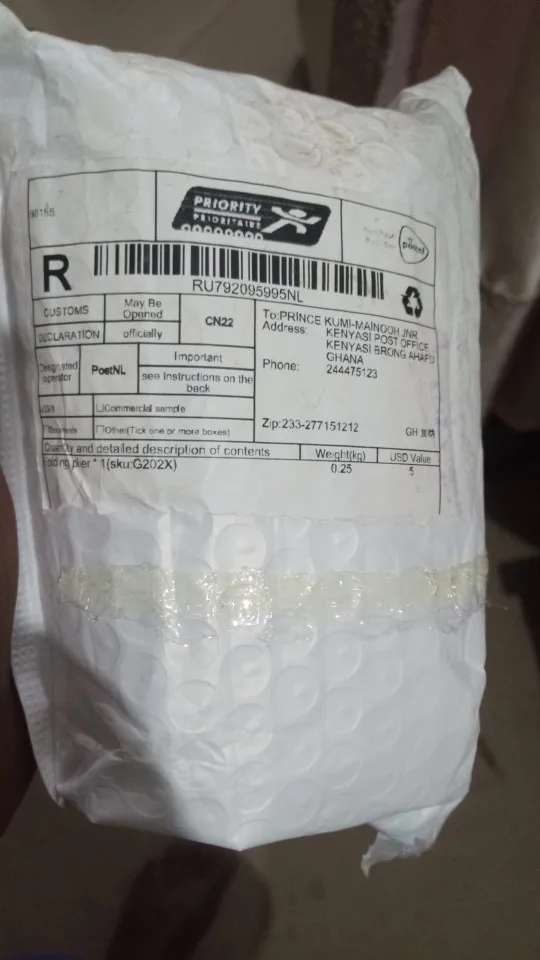 PRIORITY
PRIORITAIRE
postnl
R
RU792095995NL
CUSTOMS
DECLARATION
May Be
Opened
officially
CN22
Designated
operator
PostNL
Important
see Instructions on the
back
☐Commercial sample
☐Other(Tick one or more boxes)
To:PRINCE KUMI-MAINOOH JNR
Address: KENYASI POST OFFICE
KENYASI BRONG AHAFO
GHANA
Phone: 244475123
Zip:233-277151212
GH
Quantity and detailed description of contents
Weight(kg)
USD Value
olding plier * 1(sku:G202X)
0.25
5